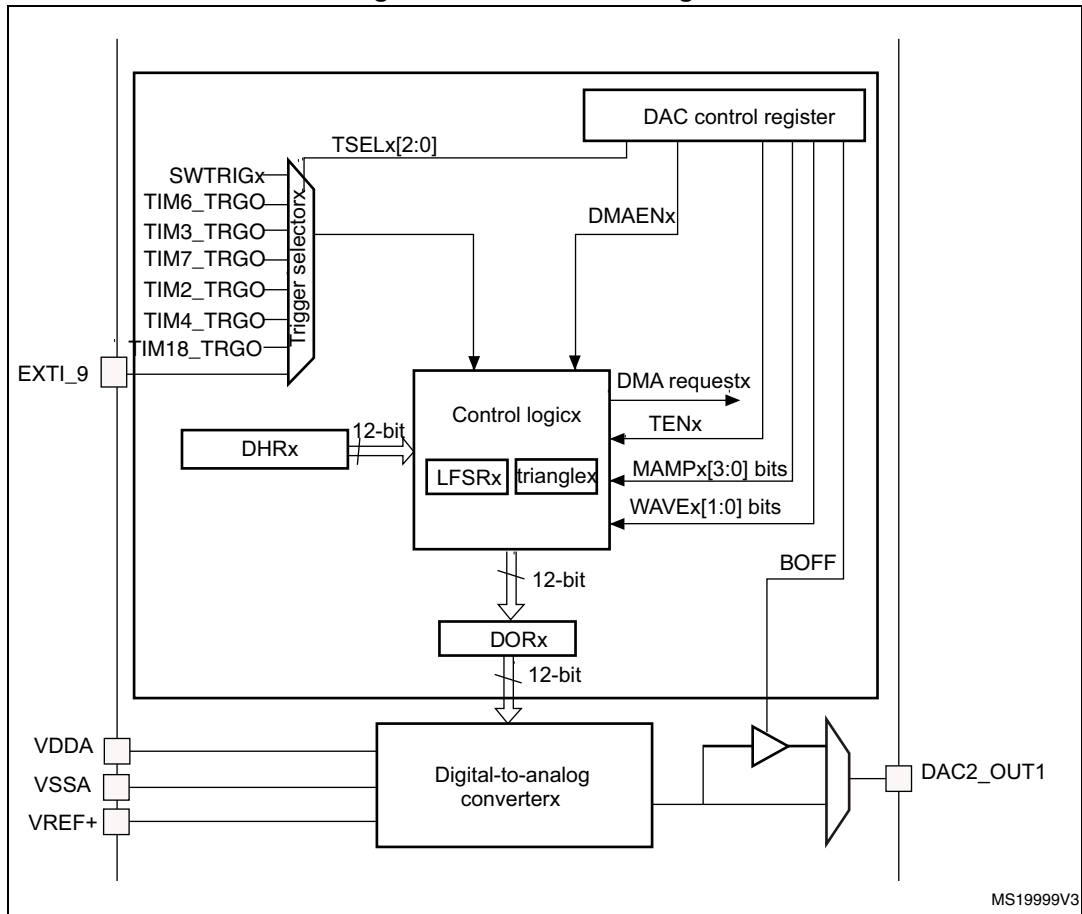 DAC control register
TSELx[2:0]
SWTRIGx
TIM6_TRGO
TIM3_TRGO
TIM7_TRGO
TIM2_TRGO
TIM4_TRGO
TIM18_TRGO
Trigger selectorx
DMAENx
EXTI_9
DMA requestx
Control logicx
TENx
12-bit
DHRx
LFSRx
trianglex
MAMPx[3:0] bits
WAVEx[1:0] bits
BOFF
12-bit
DORx
12-bit
VDDA
VSSA
VREF+
Digital-to-analog
converterx
DAC2_OUT1
MS19999V3